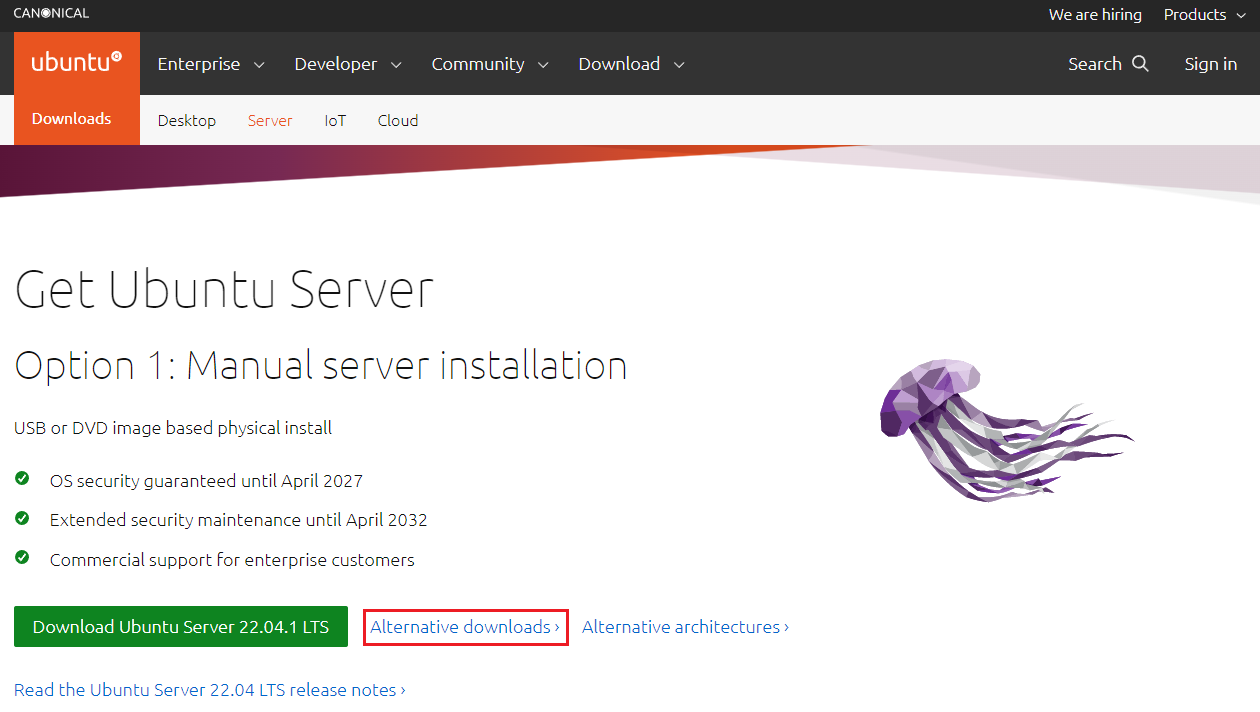 CANONICAL
We are hiring Products
ubuntu
Enterprise Developer Community Download Search Sign in
Downloads Desktop Server IoT Cloud
Get Ubuntu Server
Option 1: Manual server installation
USB or DVD image based physical install
OS security guaranteed until April 2027
Extended security maintenance until April 2032
Commercial support for enterprise customers
Download Ubuntu Server 22.04.1 LTS Alternative downloads › Alternative architectures ›
Read the Ubuntu Server 22.04 LTS release notes ›